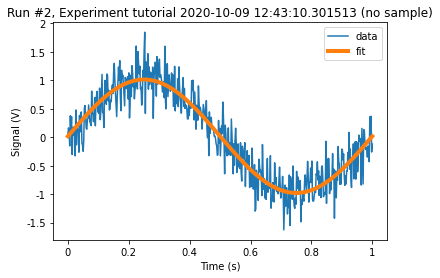 Run #2, Experiment tutorial 2020-10-09 12:43:10.301513 (no sample)
data
fit
2
1.5
1
0.5
0
-0.5
-1
-1.5
Signal (V)
0
0.2
0.4
0.6
0.8
1
Time (s)